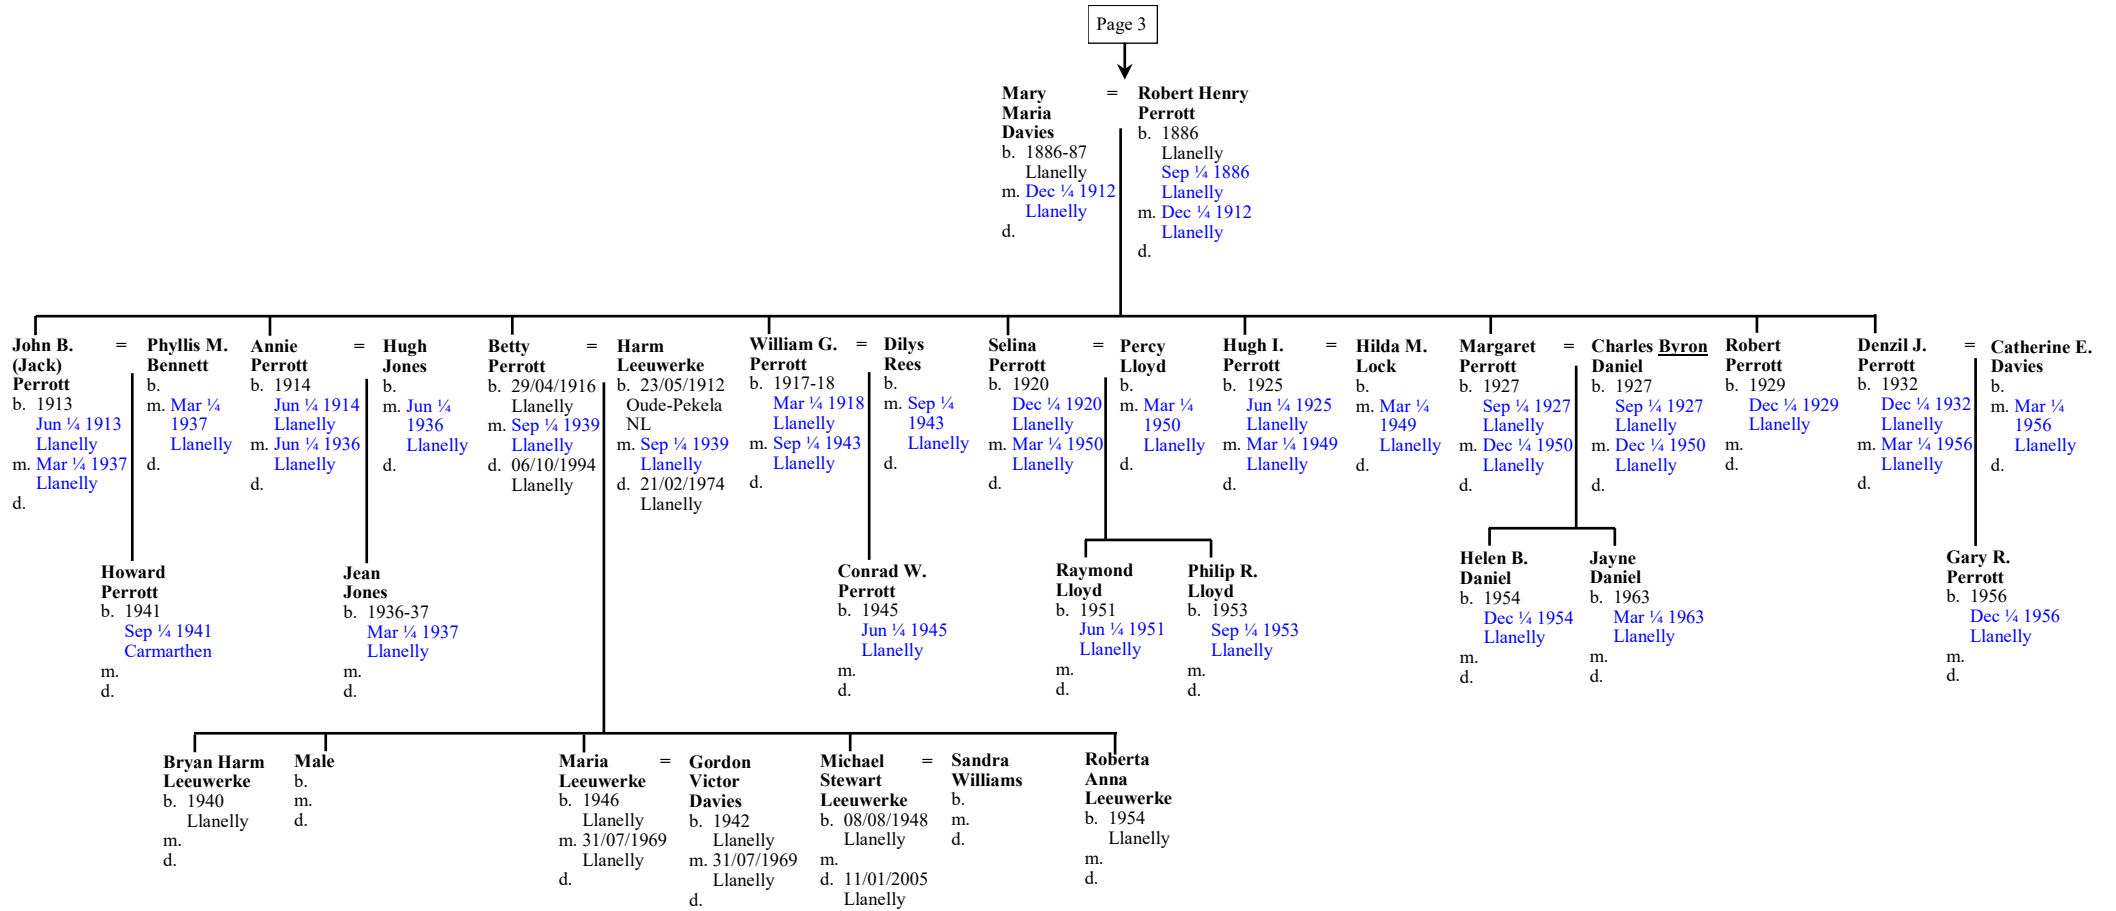 Page 3
Mary =
Maria
Davies
b. 1886-87
Llanelly
m. Dec ¼ 1912
Llanelly
d.
Robert Henry
Perrott
b. 1886
Llanelly
Sep ¼ 1886
Llanelly
m. Dec ¼ 1912
Llanelly
d.
John B. =
(Jack)
Perrott
b. 1913
Jun ¼ 1913
Llanelly
m. Mar ¼ 1937
Llanelly
d.
Phyllis M.
Bennett
b.
m. Mar ¼
1937
Llanelly
d.
Annie =
Perrott
b. 1914
Jun ¼ 1914
Llanelly
m. Jun ¼ 1936
Llanelly
d.
Hugh
Jones
b.
m. Jun ¼
1936
Llanelly
d.
Betty =
Perrott
b. 29/04/1916
Llanelly
m. Sep ¼ 1939
Llanelly
d. 06/10/1994
Llanelly
Harm
Leeuwerke
b. 23/05/1912
Oude-Pekela
NL
m. Sep ¼ 1939
Llanelly
d. 21/02/1974
Llanelly
William G. =
Perrott
b. 1917-18
Mar ¼ 1918
Llanelly
m. Sep ¼ 1943
Llanelly
d.
Dilys
Rees
b.
m. Sep ¼
1943
Llanelly
d.
Selina =
Perrott
b. 1920
Dec ¼ 1920
Llanelly
m. Mar ¼ 1950
Llanelly
d.
Percy
Lloyd
b.
m. Mar ¼
1950
Llanelly
d.
Hugh I. =
Perrott
b. 1925
Jun ¼ 1925
Llanelly
m. Mar ¼ 1949
Llanelly
d.
Hilda M.
Lock
b.
m. Mar ¼
1949
Llanelly
d.
Margaret =
Perrott
b. 1927
Sep ¼ 1927
Llanelly
m. Dec ¼ 1950
Llanelly
d.
Charles Byron
Daniel
b. 1927
Sep ¼ 1927
Llanelly
m. Dec ¼ 1950
Llanelly
d.
Robert
Perrott
b. 1929
Dec ¼ 1929
Llanelly
m.
d.
Denzil J. =
Perrott
b. 1932
Dec ¼ 1932
Llanelly
m. Mar ¼ 1956
Llanelly
d.
Catherine E.
Davies
b.
m. Mar ¼
1956
Llanelly
d.
Howard
Perrott
b. 1941
Sep ¼ 1941
Carmarthen
m.
d.
Jean
Jones
b. 1936-37
Mar ¼ 1937
Llanelly
m.
d.
Conrad W.
Perrott
b. 1945
Jun ¼ 1945
Llanelly
m.
d.
Raymond
Lloyd
b. 1951
Jun ¼ 1951
Llanelly
m.
d.
Philip R.
Lloyd
b. 1953
Sep ¼ 1953
Llanelly
m.
d.
Helen B.
Daniel
b. 1954
Dec ¼ 1954
Llanelly
m.
d.
Jayne
Daniel
b. 1963
Mar ¼ 1963
Llanelly
m.
d.
Gary R.
Perrott
b. 1956
Dec ¼ 1956
Llanelly
m.
d.
Bryan Harm
Leeuwerke
b. 1940
Llanelly
m.
d.
Male
b.
m.
d.
Maria =
Leeuwerke
b. 1946
Llanelly
m. 31/07/1969
Llanelly
d.
Gordon
Victor
Davies
b. 1942
Llanelly
m. 31/07/1969
Llanelly
d.
Michael =
Stewart
Leeuwerke
b. 08/08/1948
Llanelly
m.
d. 11/01/2005
Llanelly
Sandra
Williams
b.
m.
d.
Roberta
Anna
Leeuwerke
b. 1954
Llanelly
m.
d.